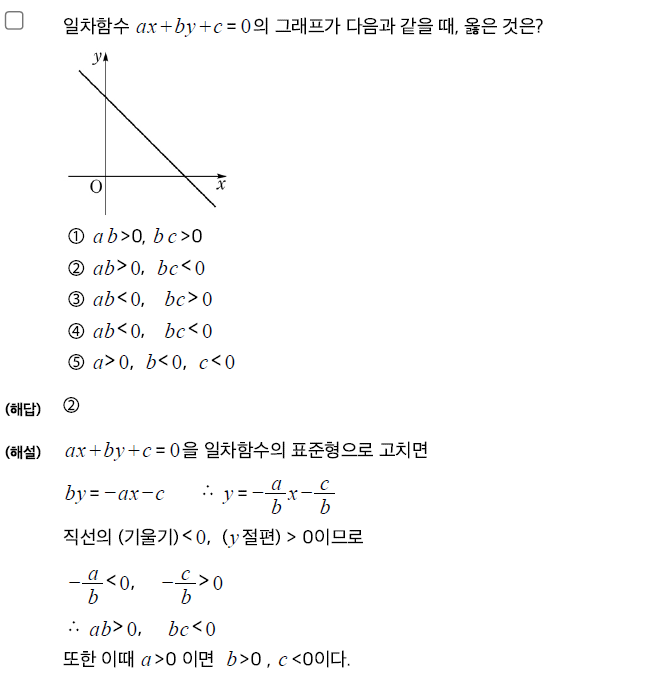 일차함수 ax+by+c=0의 그래프가 다음과 같을 때, 옳은 것은?
y
O x
① ab>0, bc>0
② ab>0, bc<0
③ ab<0, bc>0
④ ab<0, bc<0
⑤ a>0, b<0, c<0
(해답) ②
(해설) ax+by+c=0을 일차함수의 표준형으로 고치면
by=-ax-c ∴ y=-a/b x-c/b
직선의 (기울기)<0, (y절편) > 0이므로
-a/b<0, -c/b>0
∴ ab>0, bc<0
또한 이때 a>0 이면 b>0 , c<0이다.